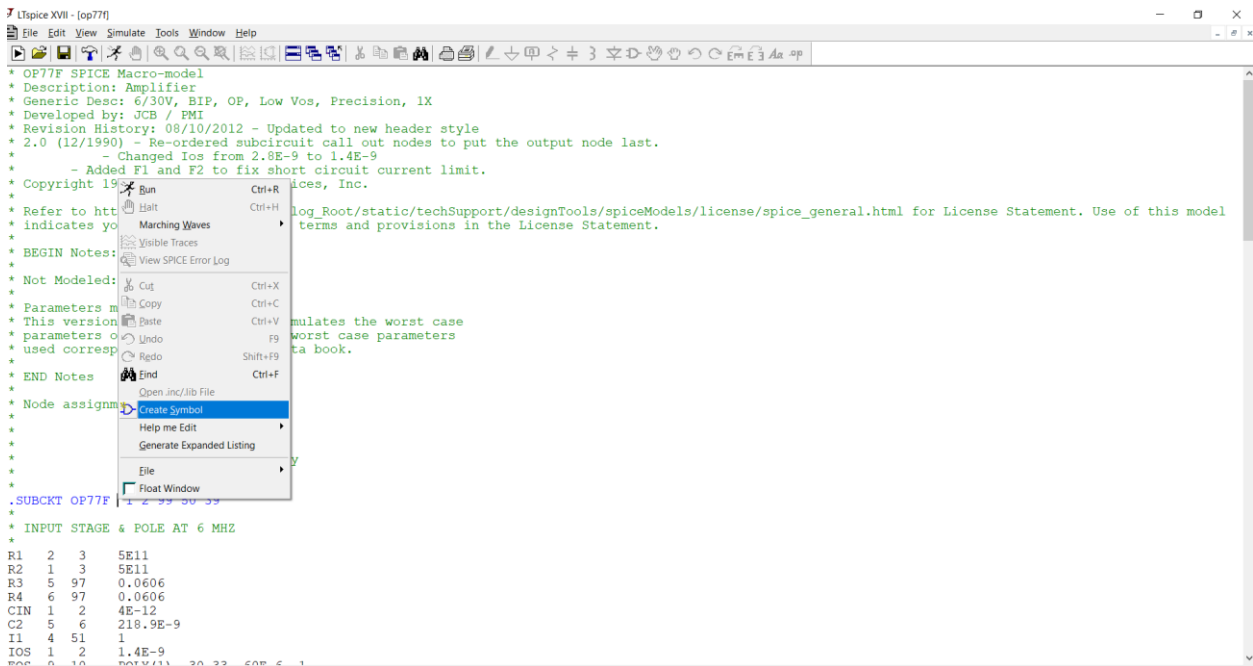 LTspice XVII - [op77f]
File Edit View Simulate Tools Window Help
* OP77F SPICE Macro-model
* Description: Amplifier
* Generic Desc: 6/30V, BIP, OP, Low Vos, Precision, 1X
* Developed by: JCB / PMI
* Revision History: 08/10/2012 - Updated to new header style
* 2.0 (12/1990) - Re-ordered subcircuit call out nodes to put the output node last.
* - Changed Ios from 2.8E-9 to 1.4E-9
* - Added F1 and F2 to fix short circuit current limit.
* Copyright 19 ices, Inc.
*
* Refer to htt log_Root/static/techSupport/designTools/spiceModels/license/spice_general.html for License Statement. Use of this model
* indicates yo terms and provisions in the License Statement.
*
* BEGIN Notes:
*
* Not Modeled:
*
* Parameters m
* This version mulates the worst case
* parameters o worst case parameters
* used corresp ta book.
*
* END Notes
*
* Node assignm
*
*
*
* y
*
*
.SUBCKT OP77F 1 2 99 50 39
*
* INPUT STAGE & POLE AT 6 MHZ
*
R1 2 3 5E11
R2 1 3 5E11
R3 5 97 0.0606
R4 6 97 0.0606
CIN 1 2 4E-12
C2 5 6 218.9E-9
I1 4 51 1
IOS 1 2 1.4E-9
EOS 9 10 POLY(1) 30 33 60E-6 1
Run Ctrl+R
Halt Ctrl+H
Marching Waves
Visible Traces
View SPICE Error Log
Cut Ctrl+X
Copy Ctrl+C
Paste Ctrl+V
Undo F9
Redo Shift+F9
Find Ctrl+F
Open .inc/.lib File
Create Symbol
Help me Edit
Generate Expanded Listing
File
Float Window